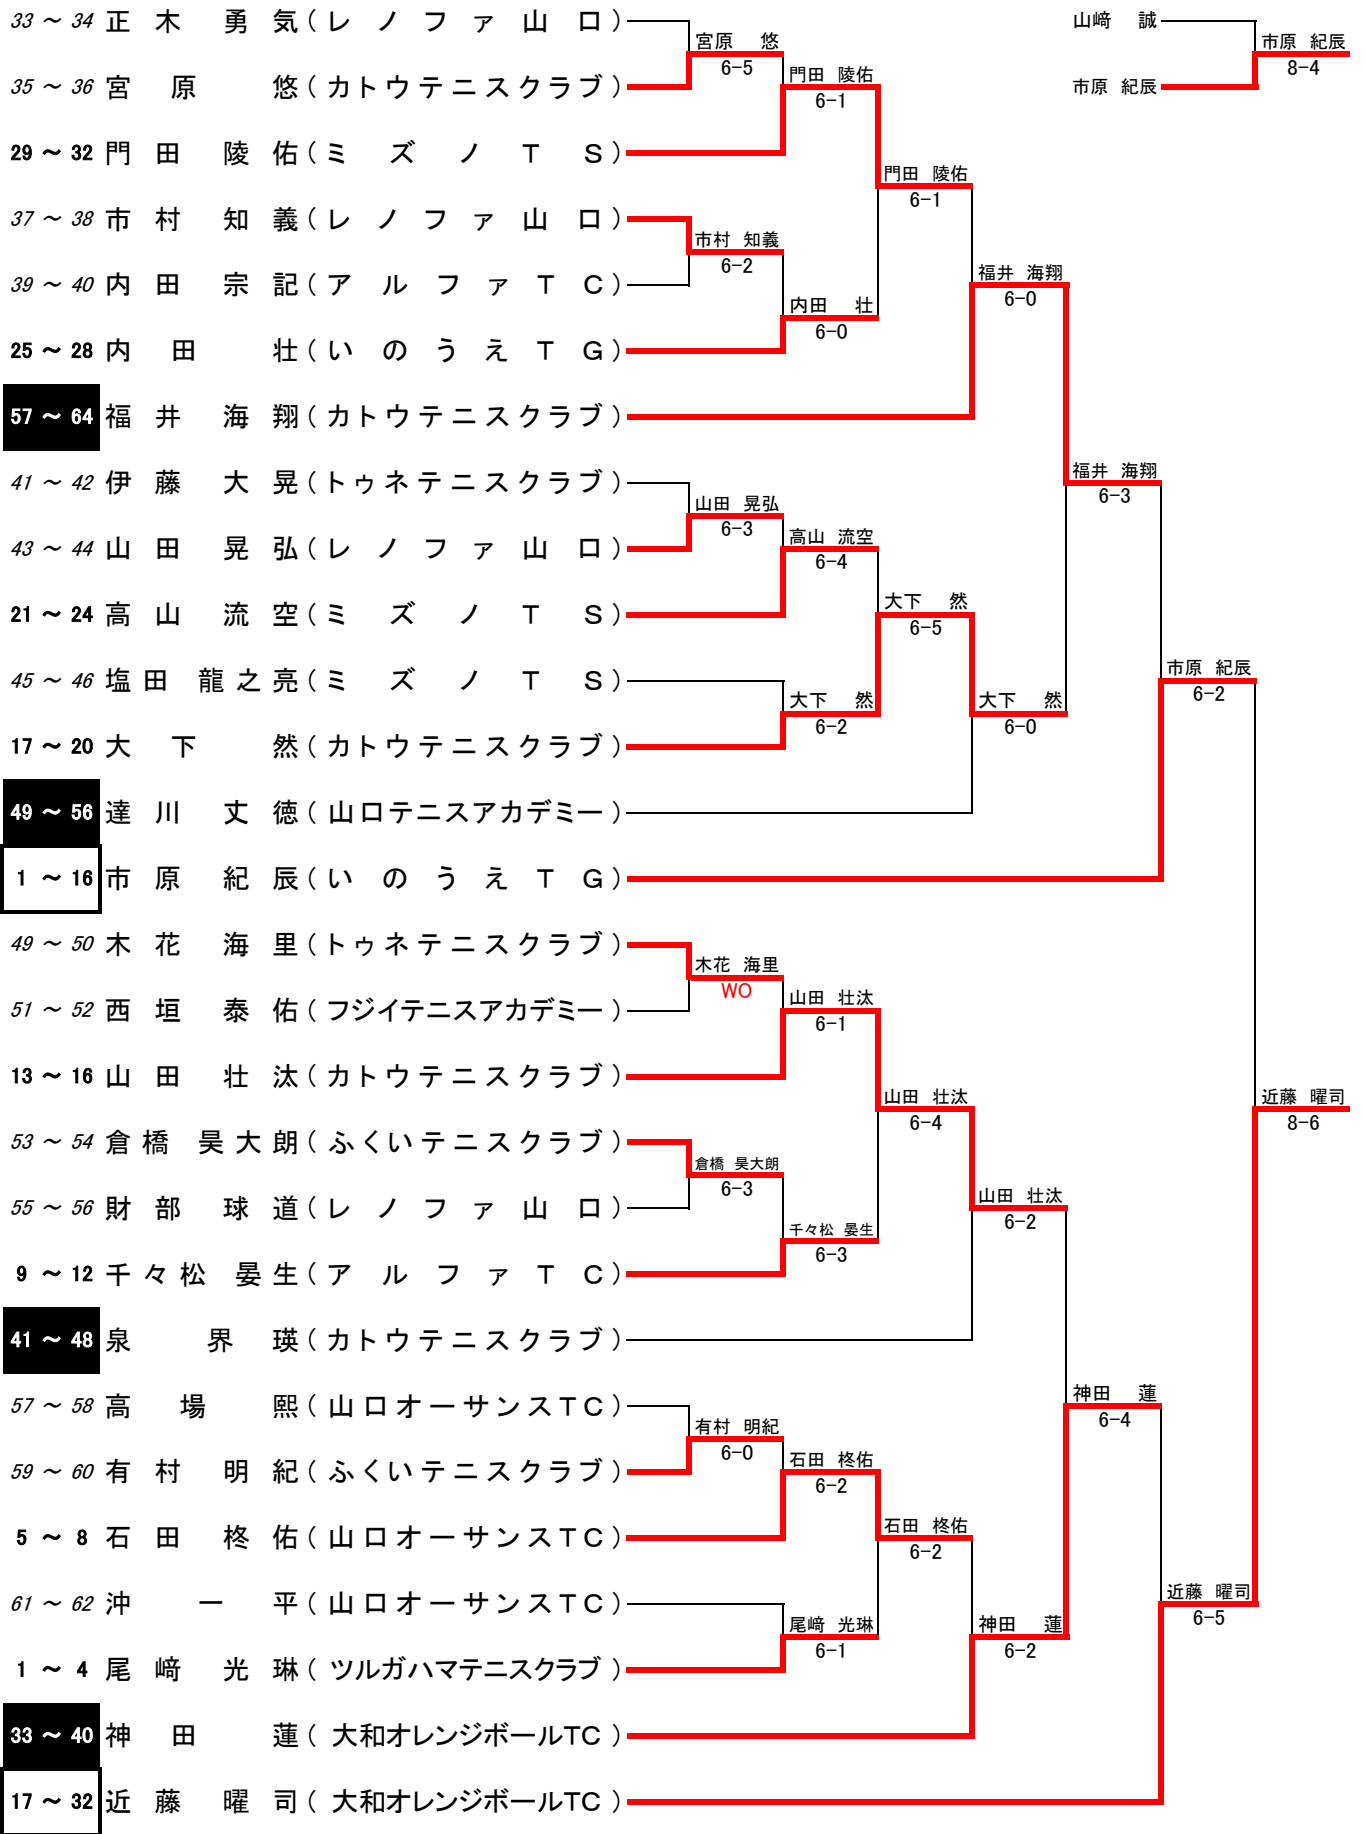 33 ～ 34 正木 勇気 ( レノファ山口 )
山﨑 誠
宮原 悠
市原 紀辰
6-5
8-4
門田 陵佑
35 ～ 36 宮原 悠 ( カトウテニスクラブ )
市原 紀辰
6-1
29 ～ 32 門田 陵佑 ( ミズノTS )
門田 陵佑
6-1
37 ～ 38 市村 知義 ( レノファ山口 )
市村 知義
6-2
福井 海翔
39 ～ 40 内田 宗記 ( アルファTC )
6-0
内田 壮
6-0
25 ～ 28 内田 壮 ( いのうえTG )
57 ～ 64 福井 海翔 ( カトウテニスクラブ )
福井 海翔
41 ～ 42 伊藤 大晃 ( トゥネテニスクラブ )
6-3
山田 晃弘
6-3
高山 流空
43 ～ 44 山田 晃弘 ( レノファ山口 )
6-4
大下 然
21 ～ 24 高山 流空 ( ミズノTS )
6-5
市原 紀辰
45 ～ 46 塩田 龍之亮 ( ミズノTS )
6-2
大下 然
大下 然
6-2
6-0
17 ～ 20 大下 然 ( カトウテニスクラブ )
49 ～ 56 達川 丈徳 ( 山口テニスアカデミー )
1 ～ 16 市原 紀辰 ( いのうえTG )
49 ～ 50 木花 海里 ( トゥネテニスクラブ )
木花 海里
WO
山田 壮汰
51 ～ 52 西垣 泰佑 ( フジイテニスアカデミー )
6-1
13 ～ 16 山田 壮汰 ( カトウテニスクラブ )
山田 壮汰
近藤 曜司
6-4
8-6
53 ～ 54 倉橋 昊大朗 ( ふくいテニスクラブ )
倉橋 昊大朗
6-3
山田 壮汰
55 ～ 56 財部 球道 ( レノファ山口 )
6-2
千々松 晏生
6-3
9 ～ 12 千々松 晏生 ( アルファTC )
41 ～ 48 泉 界瑛 ( カトウテニスクラブ )
神田 蓮
57 ～ 58 高場 熙 ( 山口オーサンスTC )
6-4
有村 明紀
6-0
石田 柊佑
59 ～ 60 有村 明紀 ( ふくいテニスクラブ )
6-2
石田 柊佑
5 ～ 8 石田 柊佑 ( 山口オーサンスTC )
6-2
近藤 曜司
61 ～ 62 沖 一平 ( 山口オーサンスTC )
6-5
尾﨑 光琳
神田 蓮
6-1
6-2
1 ～ 4 尾﨑 光琳 ( ツルガハマテニスクラブ )
33 ～ 40 神田 蓮 ( 大和オレンジボールTC )
17 ～ 32 近藤 曜司 ( 大和オレンジボールTC )